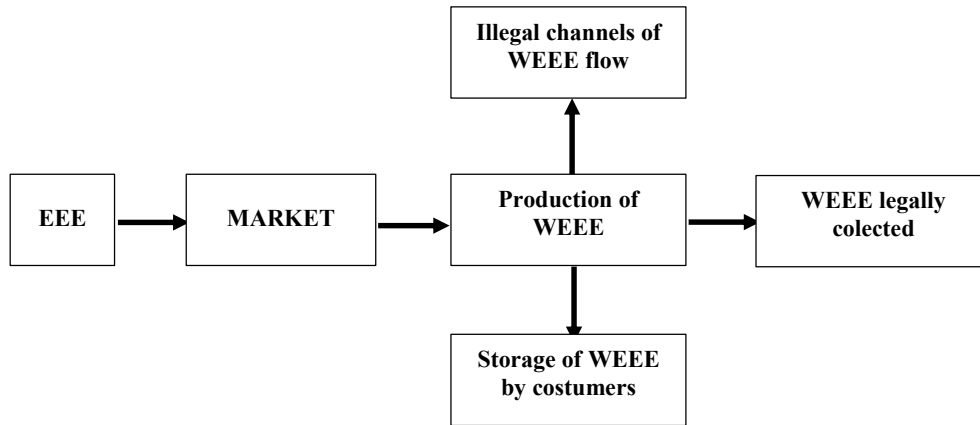 Illegal channels of
WEEE flow
EEE
MARKET
Production of
WEEE
WEEE legally
colected
Storage of WEEE
by costumers